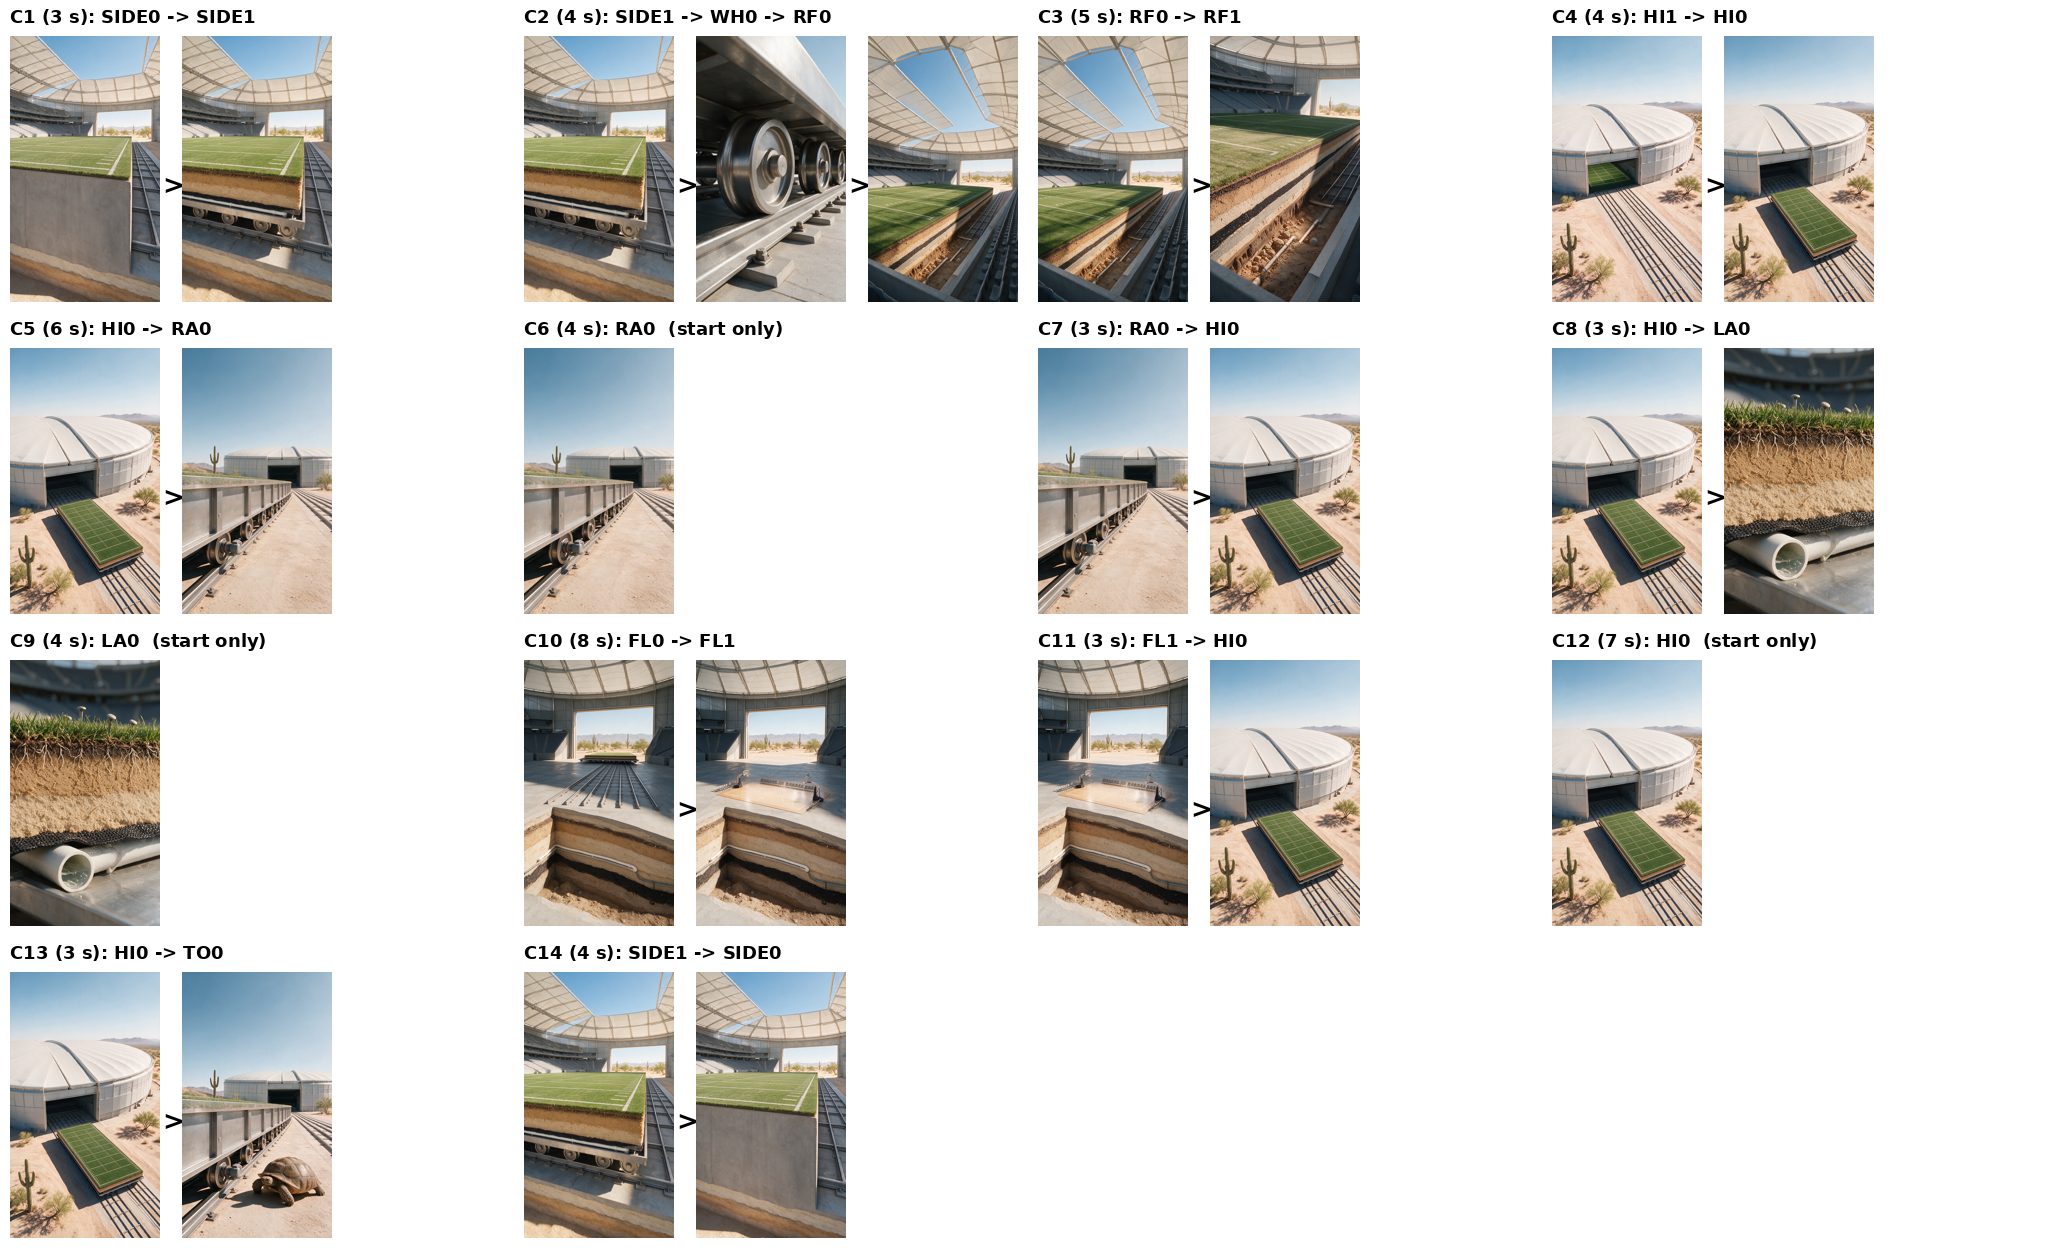 C1 (3 s): SIDE0 -> SIDE1
C2 (4 s): SIDE1 -> WH0 -> RF0
C3 (5 s): RF0 -> RF1
C4 (4 s): HI1 -> HI0
>
>
>
>
>
C5 (6 s): HI0 -> RA0
C6 (4 s): RA0 (start only)
C7 (3 s): RA0 -> HI0
C8 (3 s): HI0 -> LA0
>
>
>
C9 (4 s): LA0 (start only)
C10 (8 s): FL0 -> FL1
C11 (3 s): FL1 -> HI0
C12 (7 s): HI0 (start only)
>
>
C13 (3 s): HI0 -> TO0
C14 (4 s): SIDE1 -> SIDE0
>
>